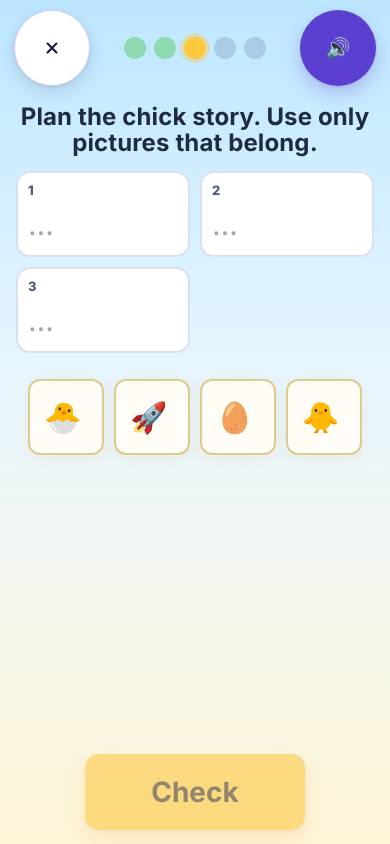 Plan the chick story. Use only
pictures that belong.
1
...
2
...
3
...
Check